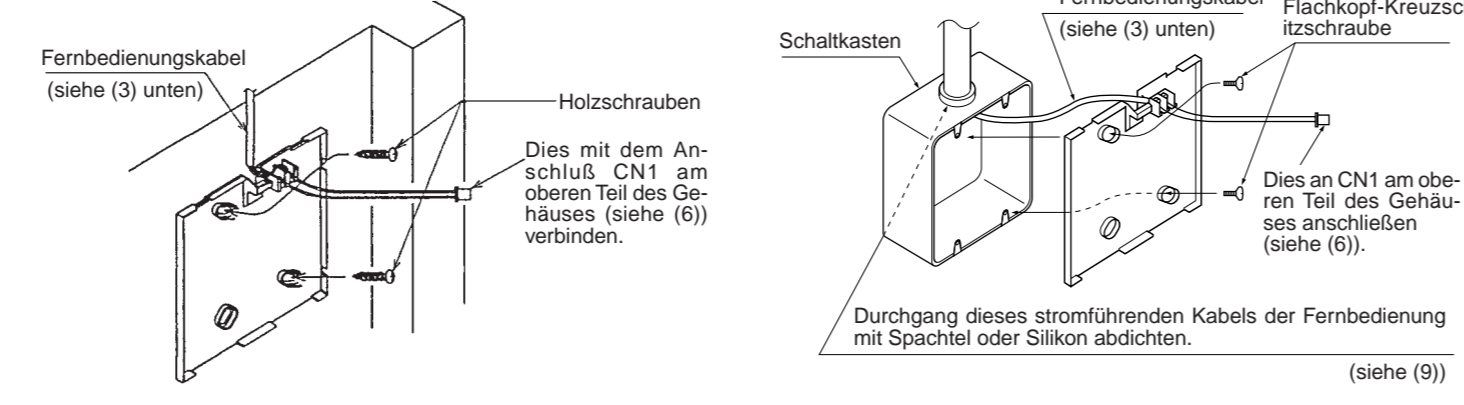 Fernbedienungskabel
(siehe (3) unten)
Holzschrauben
Dies mit dem An-
schluß CN1 am
oberen Teil des Ge-
häuses (siehe (6))
verbinden.
Fernbedienungskabel
(siehe (3) unten)
Flachkopf-Kreuzsc
itzschraube
Schaltkasten
Dies an CN1 am obe-
ren Teil des Gehäu-
ses anschließen
(siehe (6)).
Durchgang dieses stromführenden Kabels der Fernbedienung
mit Spachtel oder Silikon abdichten.
(siehe (9))